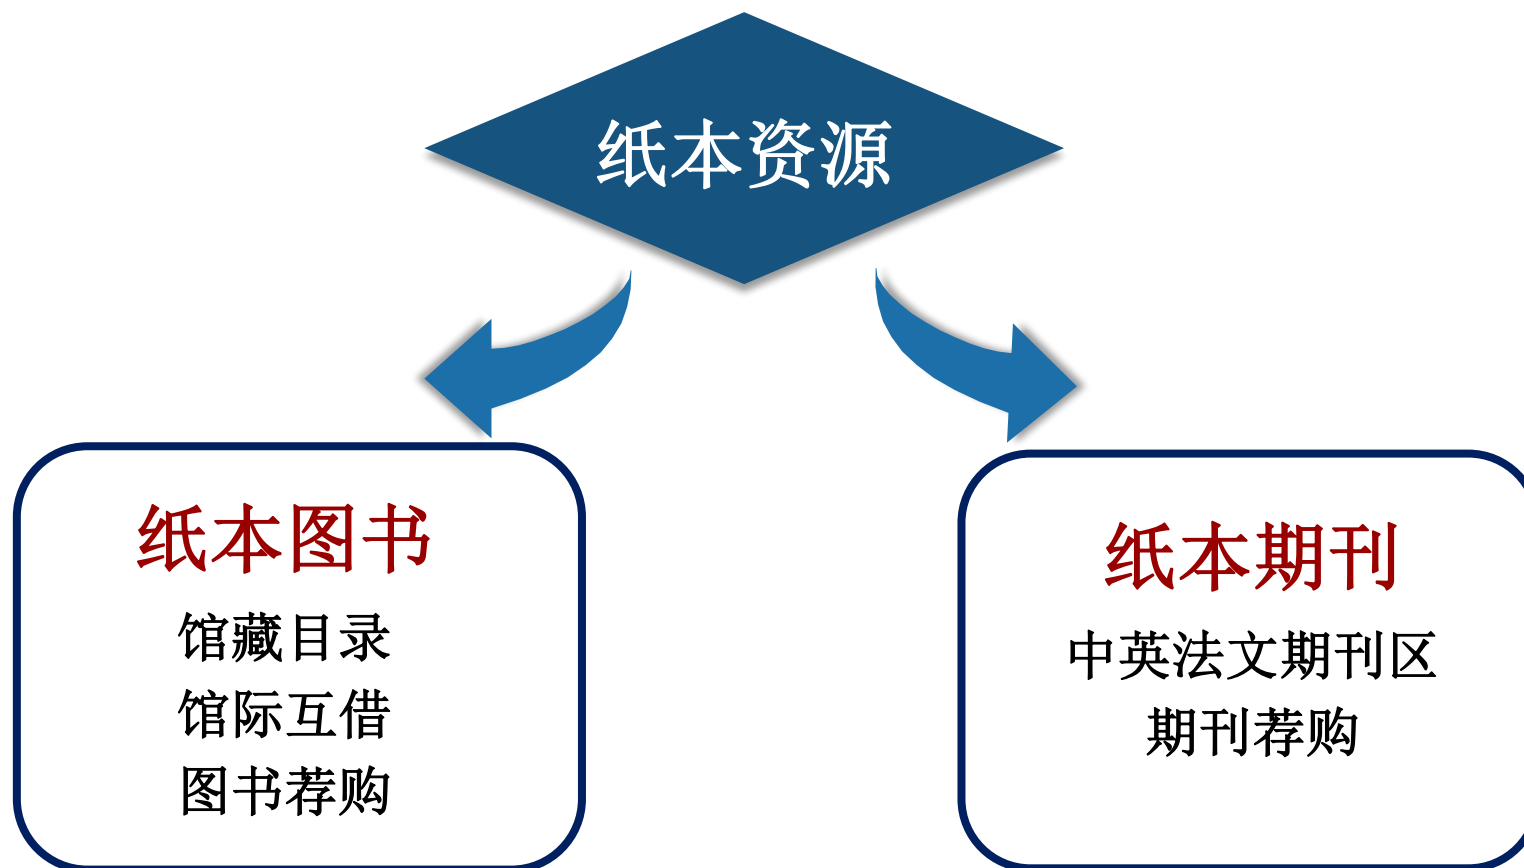 纸本资源
纸本图书
馆藏目录
馆际互借
图书荐购
纸本期刊
中英法文期刊区
期刊荐购